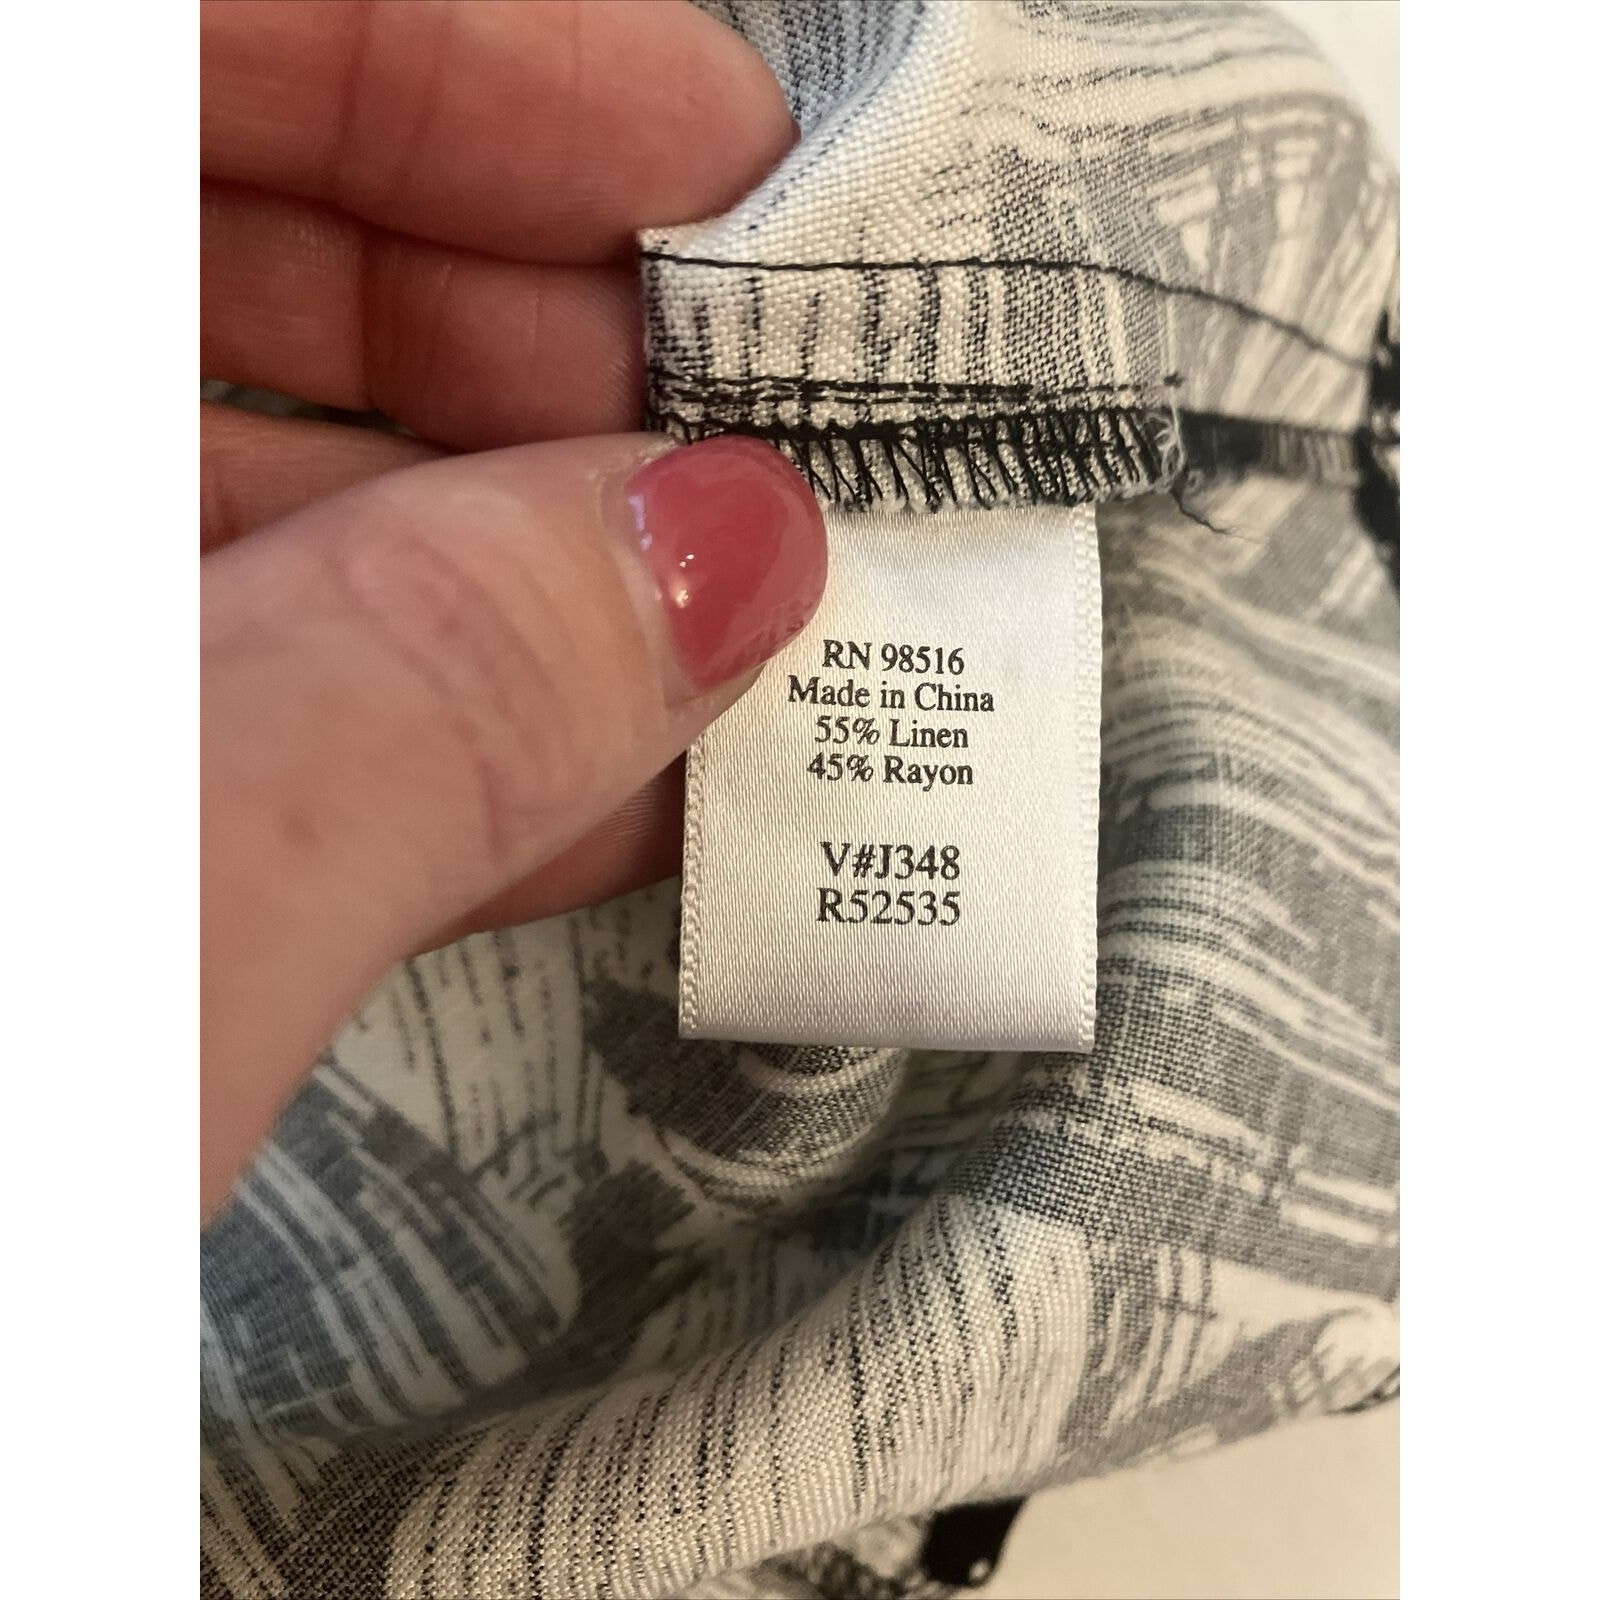 RN 98516
Made in China
55% Linen
45% Rayon
V#J348
R52535